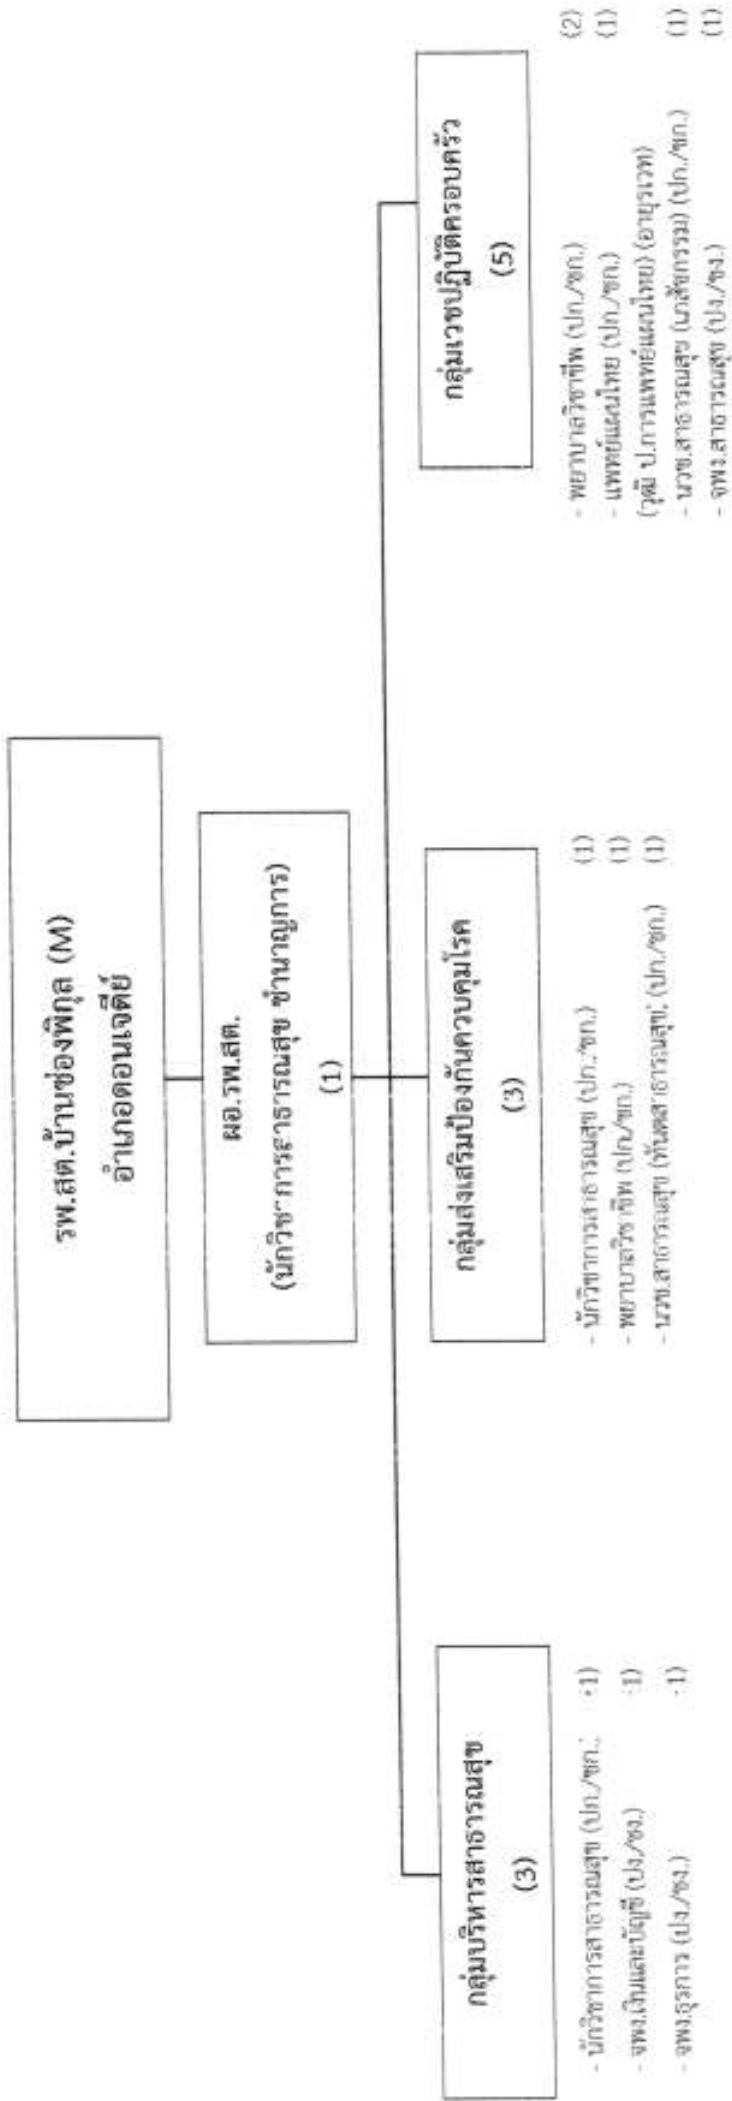 รพ.สต.บ้านช่องพิกุล (M)
อำเภอดอนเจดีย์
ผอ.รพ.สต.
(นักวิชาการสาธารณสุข ชำนาญการ)
(1)
กลุ่มบริหารสาธารณสุข
(3)
- นักวิชาการสาธารณสุข (ปก./ชก.) (1)
- จพง.เงินและบัญชี (ปง./ชง.) (1)
- จพง.ธุรการ (ปง./ชง.) (1)
กลุ่มส่งเสริมป้องกันควบคุมโรค
(3)
- นักวิชาการสาธารณสุข (ปก./ชก.) (1)
- พยาบาลวิชาชีพ (ปก./ชก.) (1)
- นวช.สาธารณสุข (ทันตสาธารณสุข) (ปก./ชก.) (1)
กลุ่มเวชปฏิบัติครอบครัว
(5)
- พยาบาลวิชาชีพ (ปก./ชก.) (2)
- แพทย์แผนไทย (ปก./ชก.) (1)
(วุฒิ ป.การแพทย์แผนไทย) (อายุรเวท)
- นวช.สาธารณสุข (เภสัชกรรม) (ปก./ชก.) (1)
- จพง.สาธารณสุข (ปง./ชง.) (1)